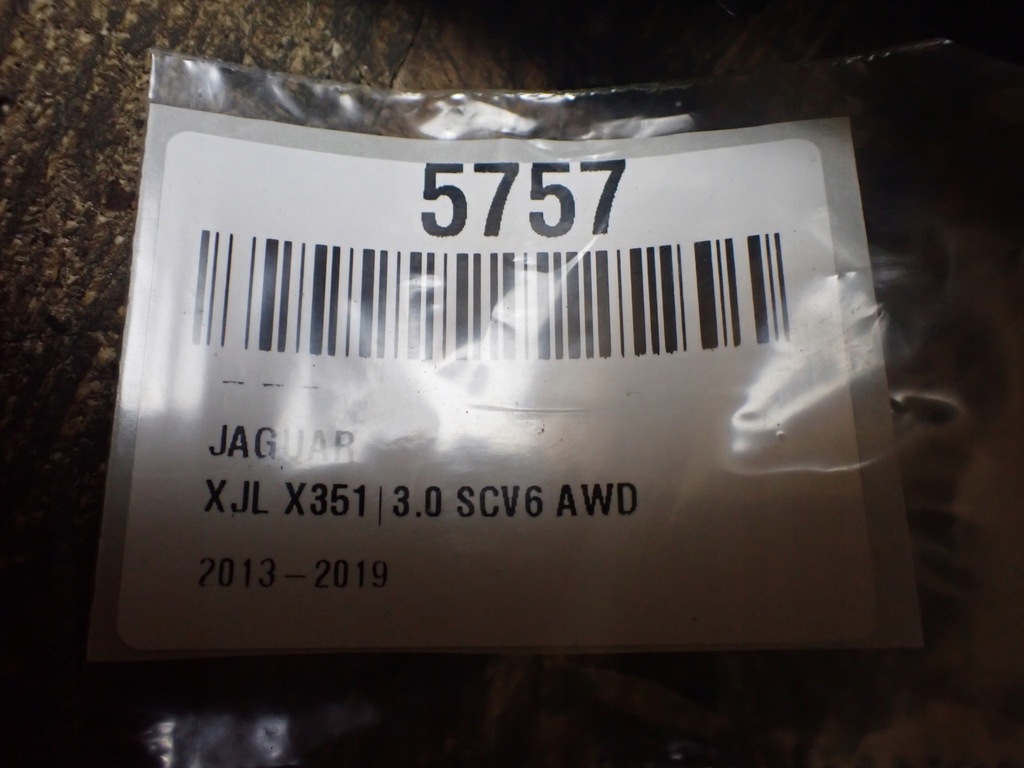 5757
- - -
JAGUAR
XJL X351 | 3.0 SCV6 AWD
2013 – 2019